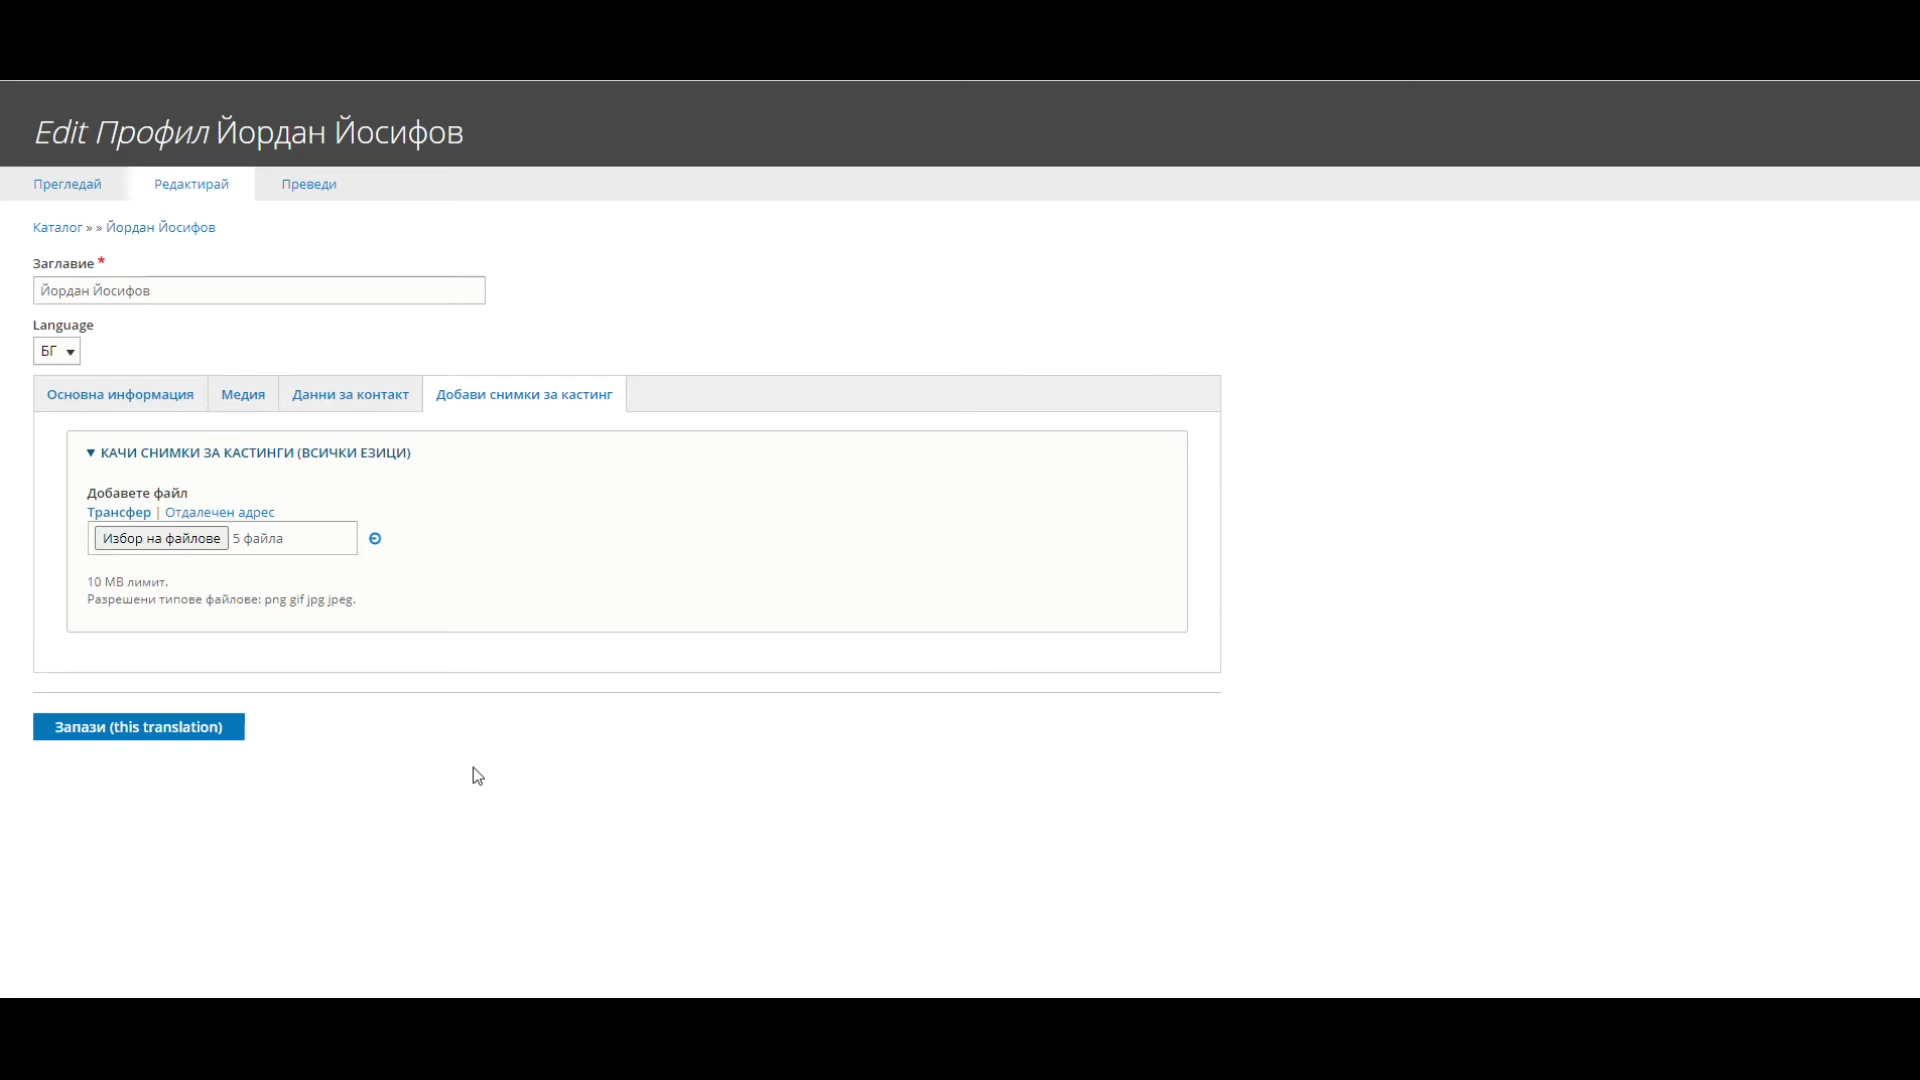 Edit Профил Йордан Йосифов
Прегледай Редактирай Преведи
Каталог » » Йордан Йосифов
Заглавие *
Йордан Йосифов
Language
БГ
Основна информация Медия Данни за контакт Добави снимки за кастинг
КАЧИ СНИМКИ ЗА КАСТИНГИ (ВСИЧКИ ЕЗИЦИ)
Добавете файл
Трансфер | Отдалечен адрес
Избор на файлове 5 файла
10 MB лимит.
Разрешени типове файлове: png gif jpg jpeg.
Запази (this translation)